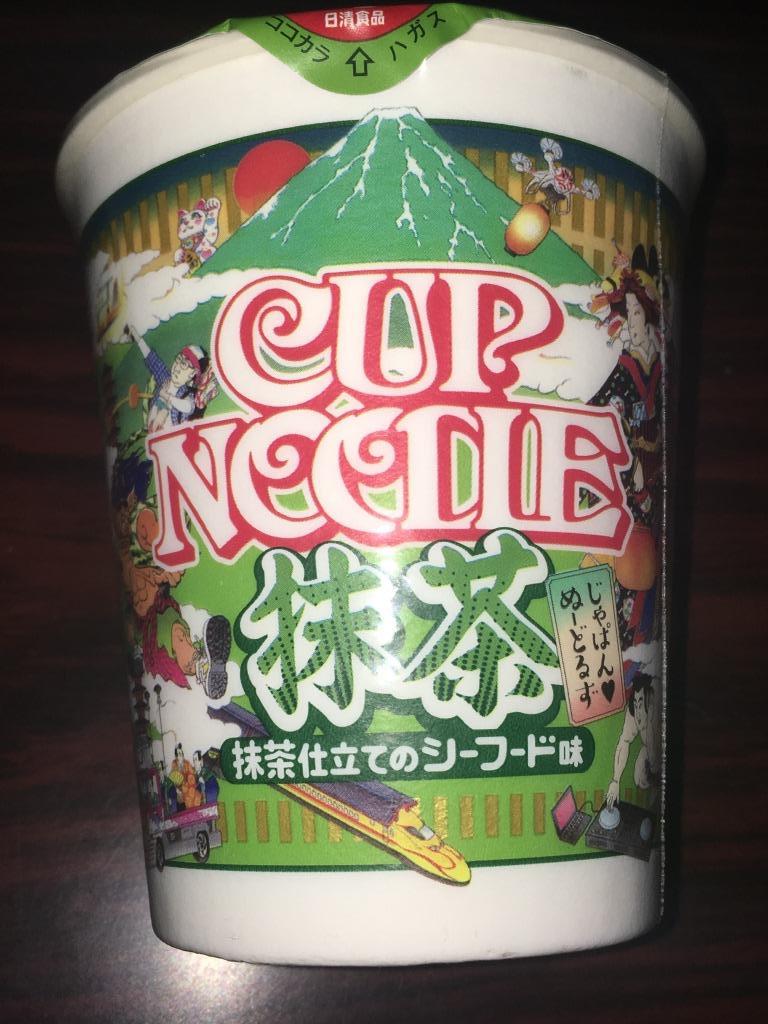 日清食品
ココカラ ⇧ ハガス
CUP
NOODLE
抹茶
じゃぱん♥
ぬーどるず
抹茶仕立てのシーフード味